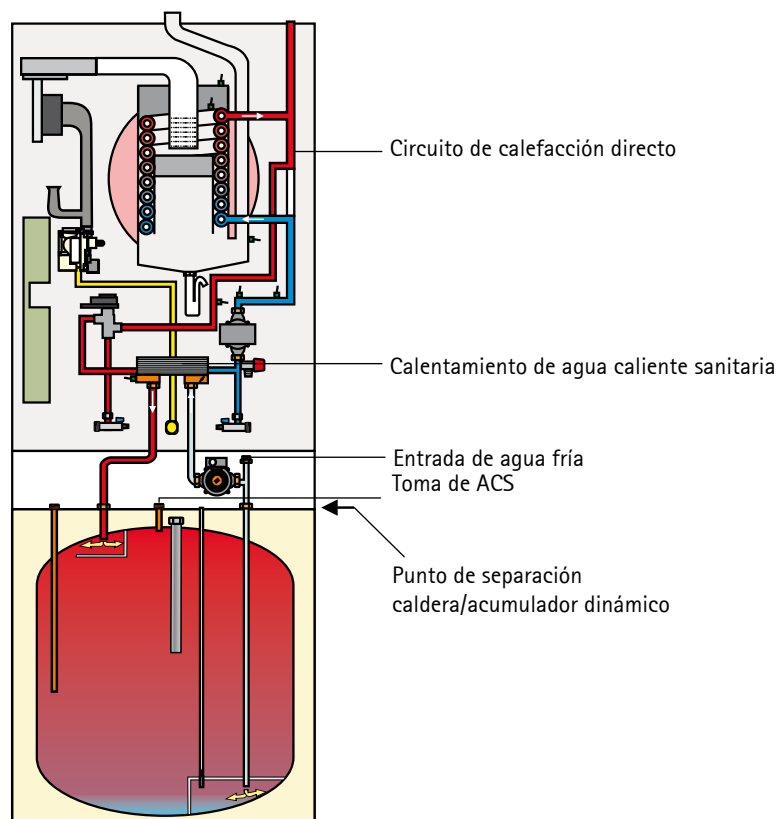 Circuito de calefacción directo
Calentamiento de agua caliente sanitaria
Entrada de agua fría
Toma de ACS
Punto de separación
caldera/acumulador dinámico